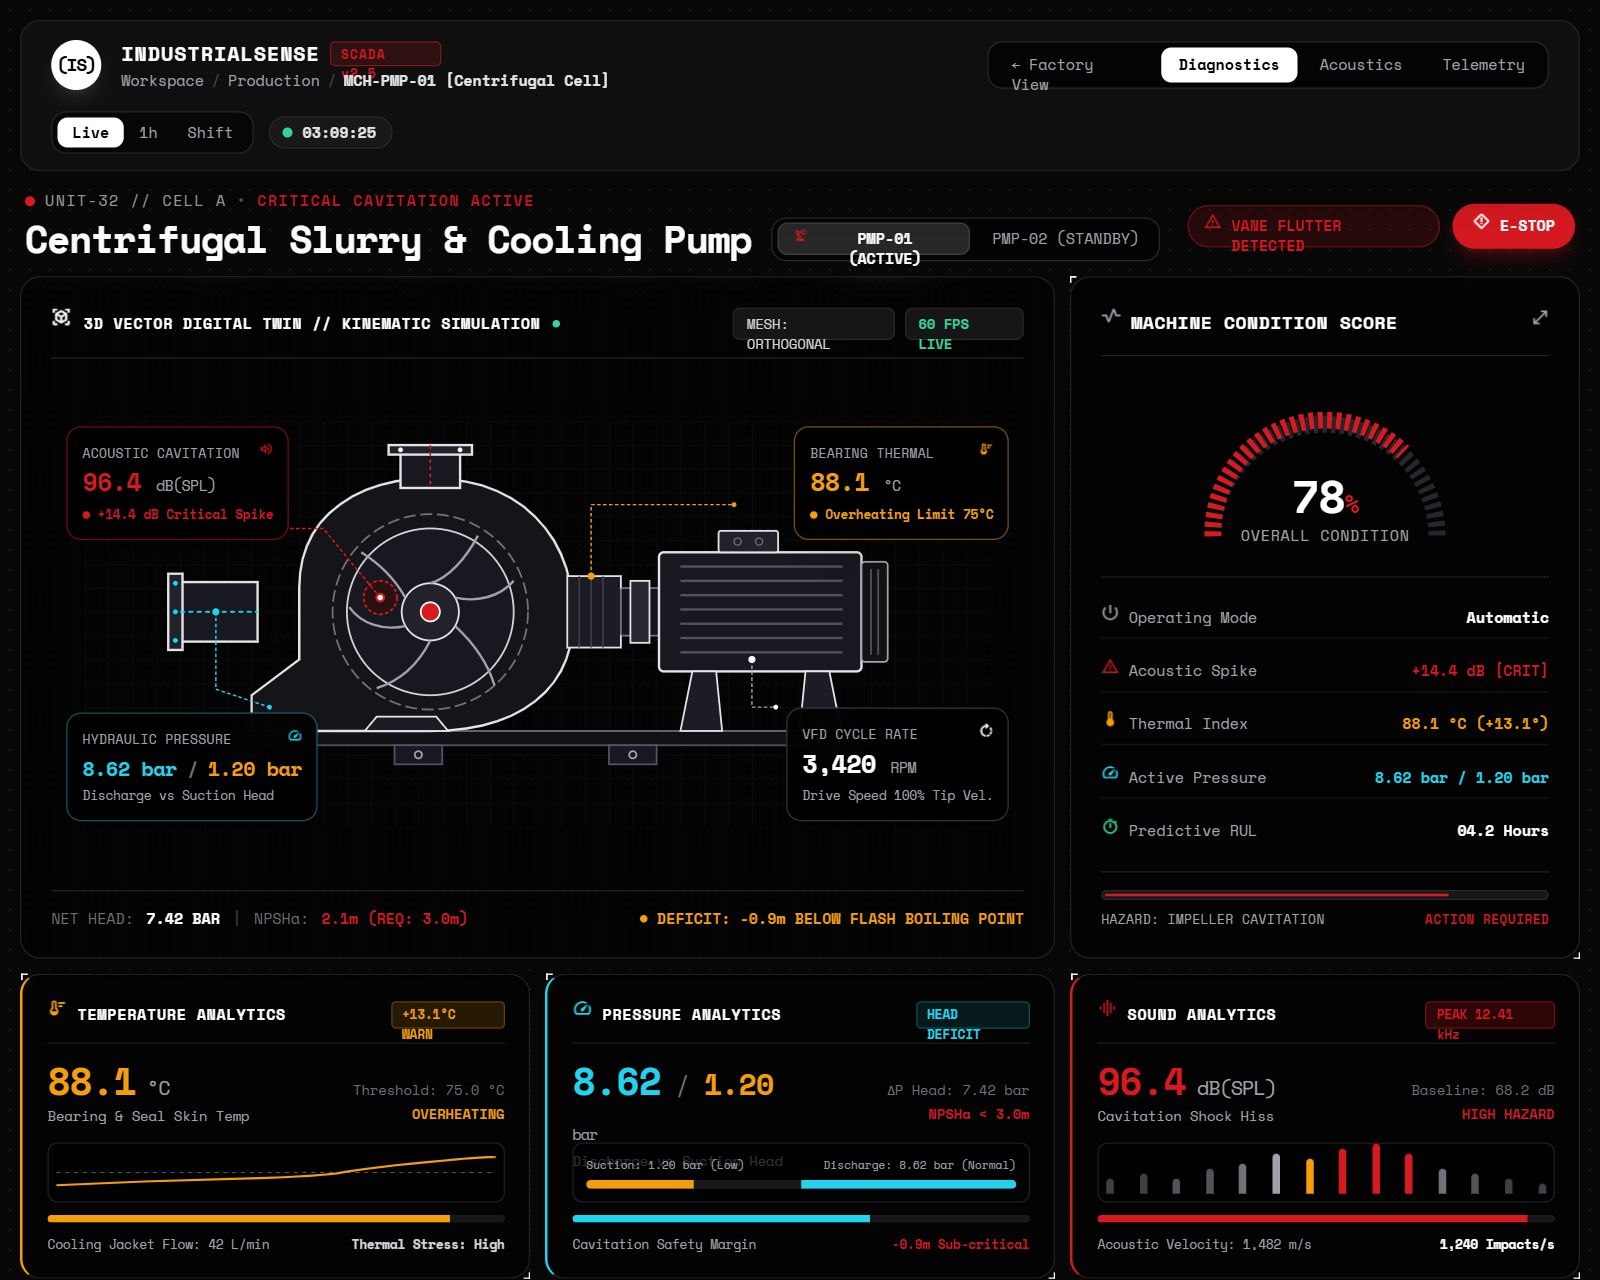 (IS)
INDUSTRIALSENSE
SCADA
v2.5
Workspace / Production / MCH-PMP-01 [Centrifugal Cell]
← Factory
View
Diagnostics
Acoustics
Telemetry
Live
1h
Shift
03:09:25
UNIT-32 // CELL A • CRITICAL CAVITATION ACTIVE
Centrifugal Slurry & Cooling Pump
PMP-01
(ACTIVE)
PMP-02 (STANDBY)
VANE FLUTTER
DETECTED
E-STOP
3D VECTOR DIGITAL TWIN // KINEMATIC SIMULATION
MESH:
ORTHOGONAL
60 FPS
LIVE
ACOUSTIC CAVITATION
96.4 dB(SPL)
+14.4 dB Critical Spike
BEARING THERMAL
88.1 °C
Overheating Limit 75°C
HYDRAULIC PRESSURE
8.62 bar / 1.20 bar
Discharge vs Suction Head
VFD CYCLE RATE
3,420 RPM
Drive Speed 100% Tip Vel.
NET HEAD: 7.42 BAR | NPSHa: 2.1m (REQ: 3.0m)
DEFICIT: -0.9m BELOW FLASH BOILING POINT
MACHINE CONDITION SCORE
78%
OVERALL CONDITION
Operating Mode Automatic
Acoustic Spike +14.4 dB [CRIT]
Thermal Index 88.1 °C (+13.1°)
Active Pressure 8.62 bar / 1.20 bar
Predictive RUL 04.2 Hours
HAZARD: IMPELLER CAVITATION ACTION REQUIRED
TEMPERATURE ANALYTICS
+13.1°C
WARN
88.1 °C
Threshold: 75.0 °C
Bearing & Seal Skin Temp
OVERHEATING
Cooling Jacket Flow: 42 L/min
Thermal Stress: High
PRESSURE ANALYTICS
HEAD
DEFICIT
8.62 / 1.20
bar
ΔP Head: 7.42 bar
NPSHa < 3.0m
Discharge vs Suction Head
Suction: 1.20 bar (Low)
Discharge: 8.62 bar (Normal)
Cavitation Safety Margin
-0.9m Sub-critical
SOUND ANALYTICS
PEAK 12.41
kHz
96.4 dB(SPL)
Baseline: 68.2 dB
Cavitation Shock Hiss
HIGH HAZARD
Acoustic Velocity: 1,482 m/s
1,240 Impacts/s